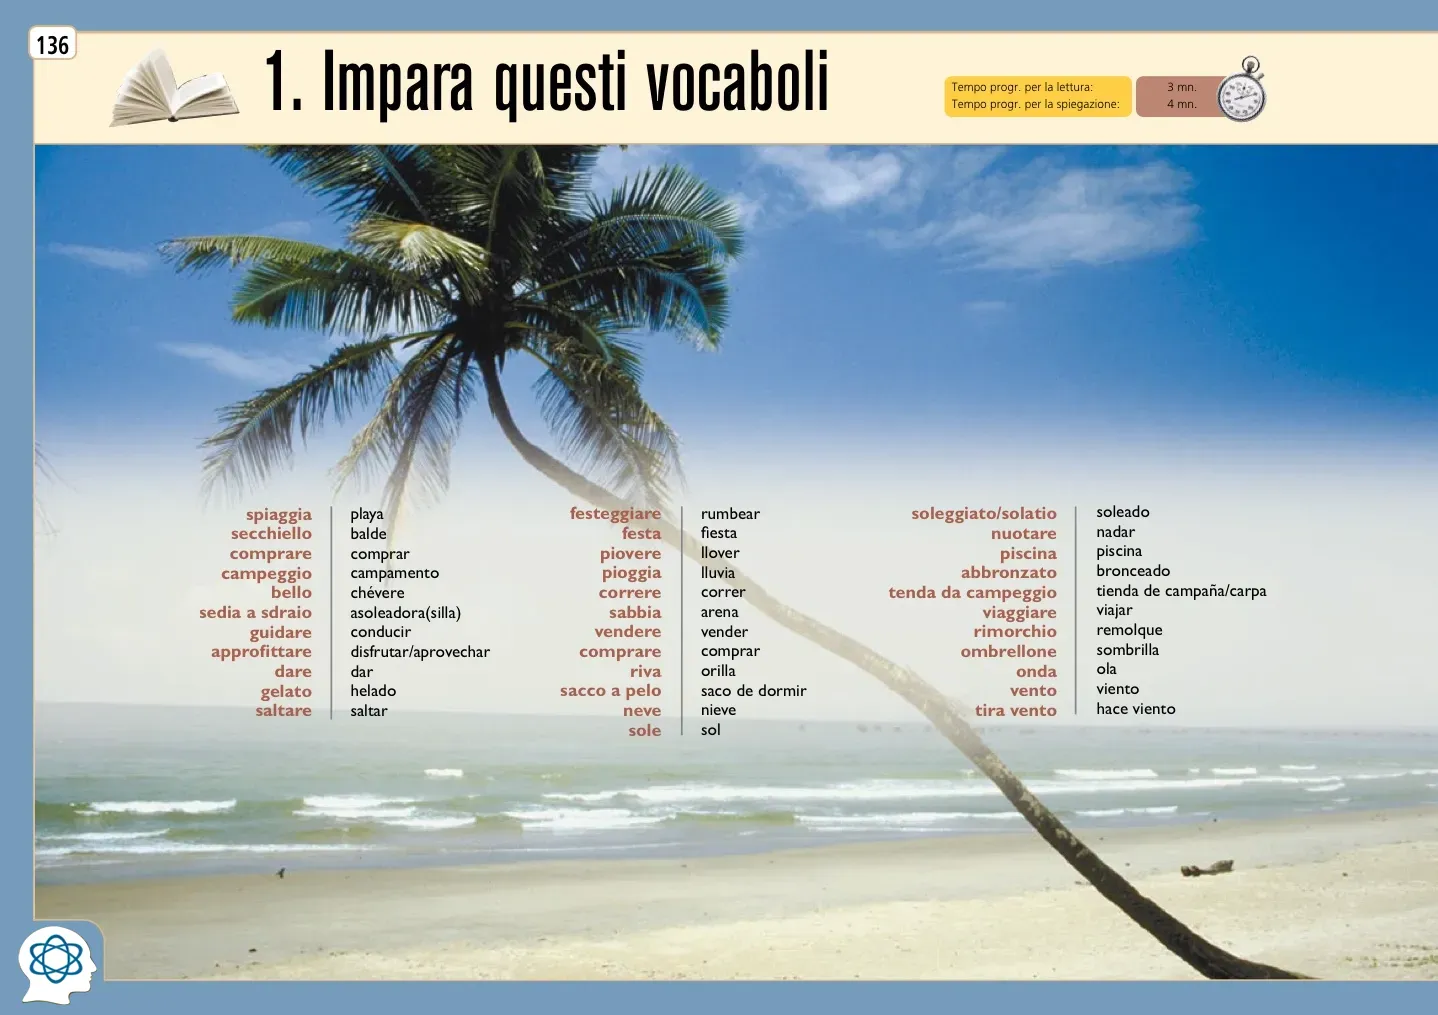 136
1. Impara questi vocaboli
Tempo progr. per la lettura: 3 mn.
Tempo progr. per la spiegazione: 4 mn.
spiaggia playa
secchiello balde
comprare comprar
campeggio campamento
bello chévere
sedia a sdraio asoleadora(silla)
guidare conducir
approfittare disfrutar/aprovechar
dare dar
gelato helado
saltare saltar
festeggiare rumbear
festa fiesta
piovere llover
pioggia lluvia
correre correr
sabbia arena
vendere vender
comprare comprar
riva orilla
sacco a pelo saco de dormir
neve nieve
sole sol
soleggiato/solatio soleado
nuotare nadar
piscina piscina
abbronzato bronceado
tenda da campeggio tienda de campaña/carpa
viaggiare viajar
rimorchio remolque
ombrellone sombrilla
onda ola
vento viento
tira vento hace viento